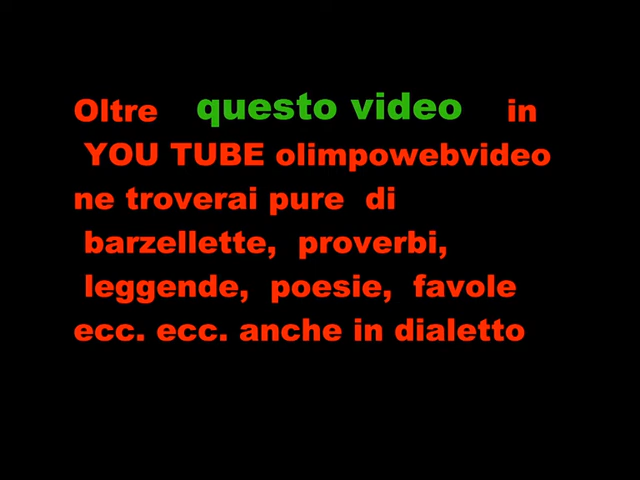 Oltre questo video in
YOU TUBE olimpowebvideo
ne troverai pure di
barzellette, proverbi,
leggende, poesie, favole
ecc. ecc. anche in dialetto